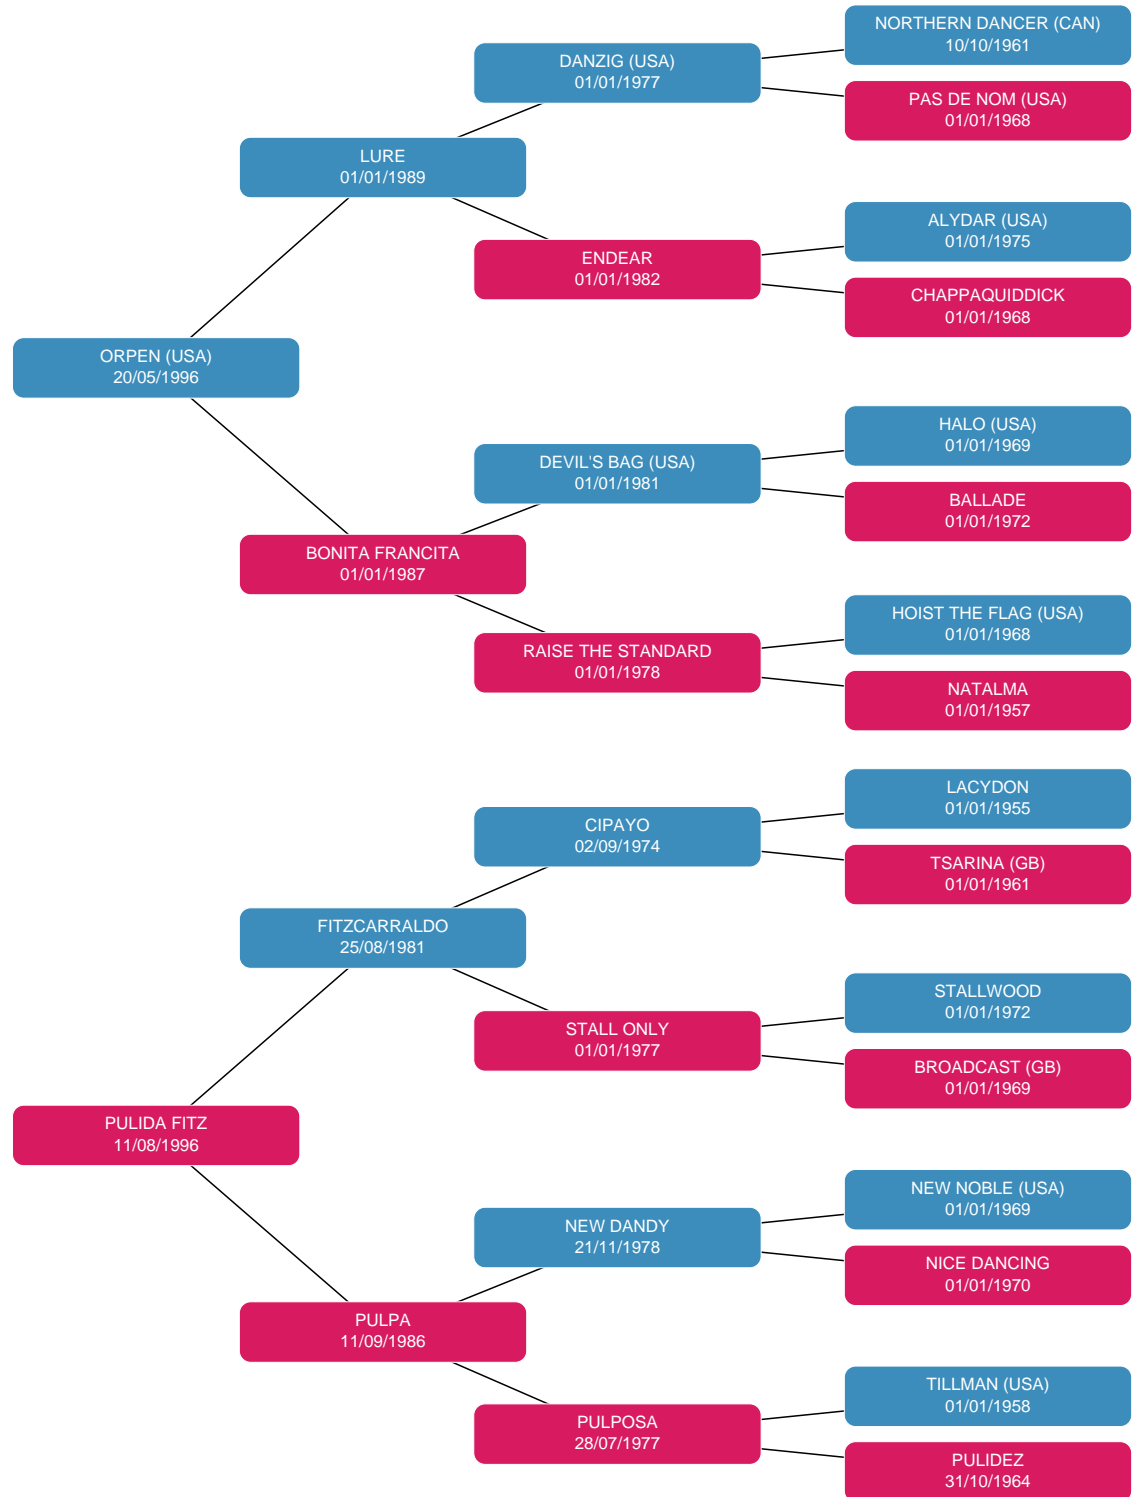 NORTHERN DANCER (CAN)
10/10/1961
DANZIG (USA)
01/01/1977
PAS DE NOM (USA)
01/01/1968
LURE
01/01/1989
ALYDAR (USA)
01/01/1975
ENDEAR
01/01/1982
CHAPPAQUIDDICK
01/01/1968
ORPEN (USA)
20/05/1996
HALO (USA)
01/01/1969
DEVIL'S BAG (USA)
01/01/1981
BALLADE
01/01/1972
BONITA FRANCITA
01/01/1987
HOIST THE FLAG (USA)
01/01/1968
RAISE THE STANDARD
01/01/1978
NATALMA
01/01/1957
LACYDON
01/01/1955
CIPAYO
02/09/1974
TSARINA (GB)
01/01/1961
FITZCARRALDO
25/08/1981
STALLWOOD
01/01/1972
STALL ONLY
01/01/1977
BROADCAST (GB)
01/01/1969
PULIDA FITZ
11/08/1996
NEW NOBLE (USA)
01/01/1969
NEW DANDY
21/11/1978
NICE DANCING
01/01/1970
PULPA
11/09/1986
TILLMAN (USA)
01/01/1958
PULPOSA
28/07/1977
PULIDEZ
31/10/1964